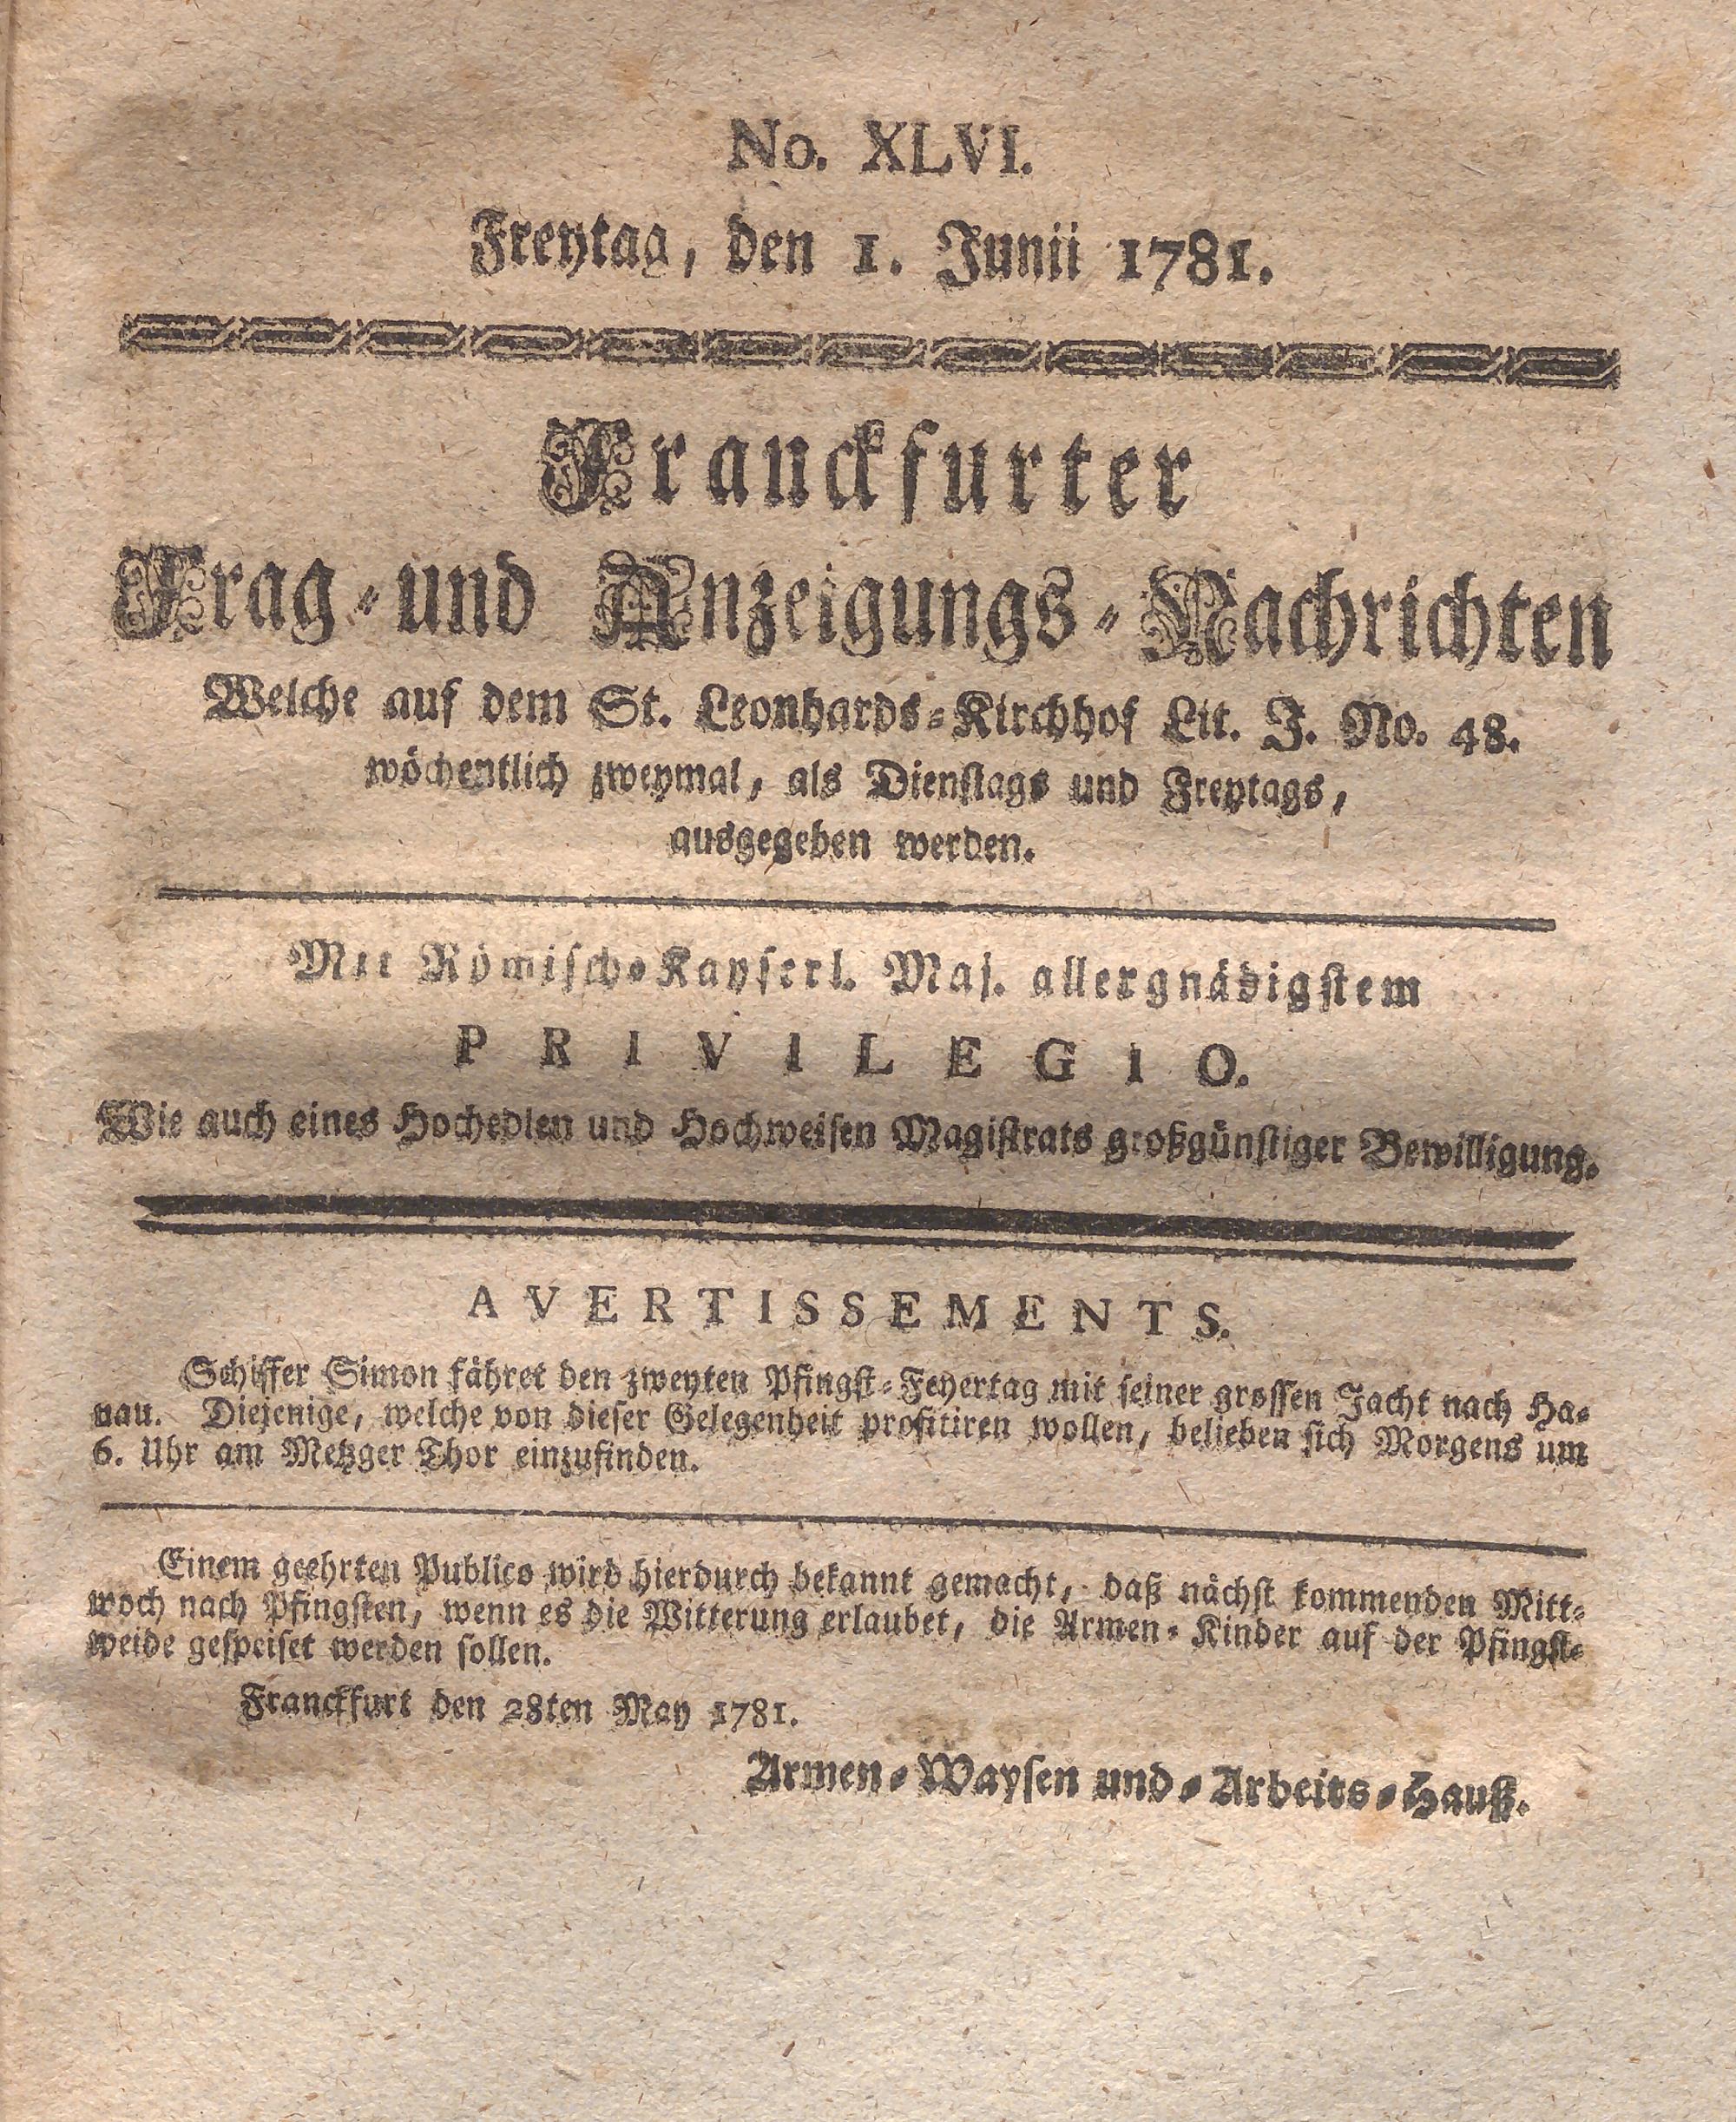 No. XLVI.
Freytag, den 1. Junii 1781.
Franckfurter
Frag-und Anzeigungs-Nachrichten
Welche auf dem St. Leonhards-Kirchhof Lit. J. No. 48.
wöchentlich zweymal, als Dienstags und Freytags,
ausgegeben werden.
Mit Römisch-Kayserl. Maj. allergnädigstem
PRIVILEGIO.
Wie auch eines Hochedlen und Hochweisen Magistrats großgünstiger Bewilligung.
AVERTISSEMENTS.
Schiffer Simon fähret den zweyten Pfingst-Feyertag mit seiner grossen Jacht nach Ha-
nau. Diejenige, welche von dieser Gelegenheit profitiren wollen, belieben sich Morgens um
6. Uhr am Metzger Thor einzufinden.
Einem geehrten Publico wird hierdurch bekannt gemacht, daß nächst kommenden Mitt-
woch nach Pfingsten, wenn es die Witterung erlaubet, die Armen-Kinder auf der Pfingst-
weide gespeiset werden sollen.
Franckfurt den 28ten May 1781.
Armen-Waysen und-Arbeits-Hauß.